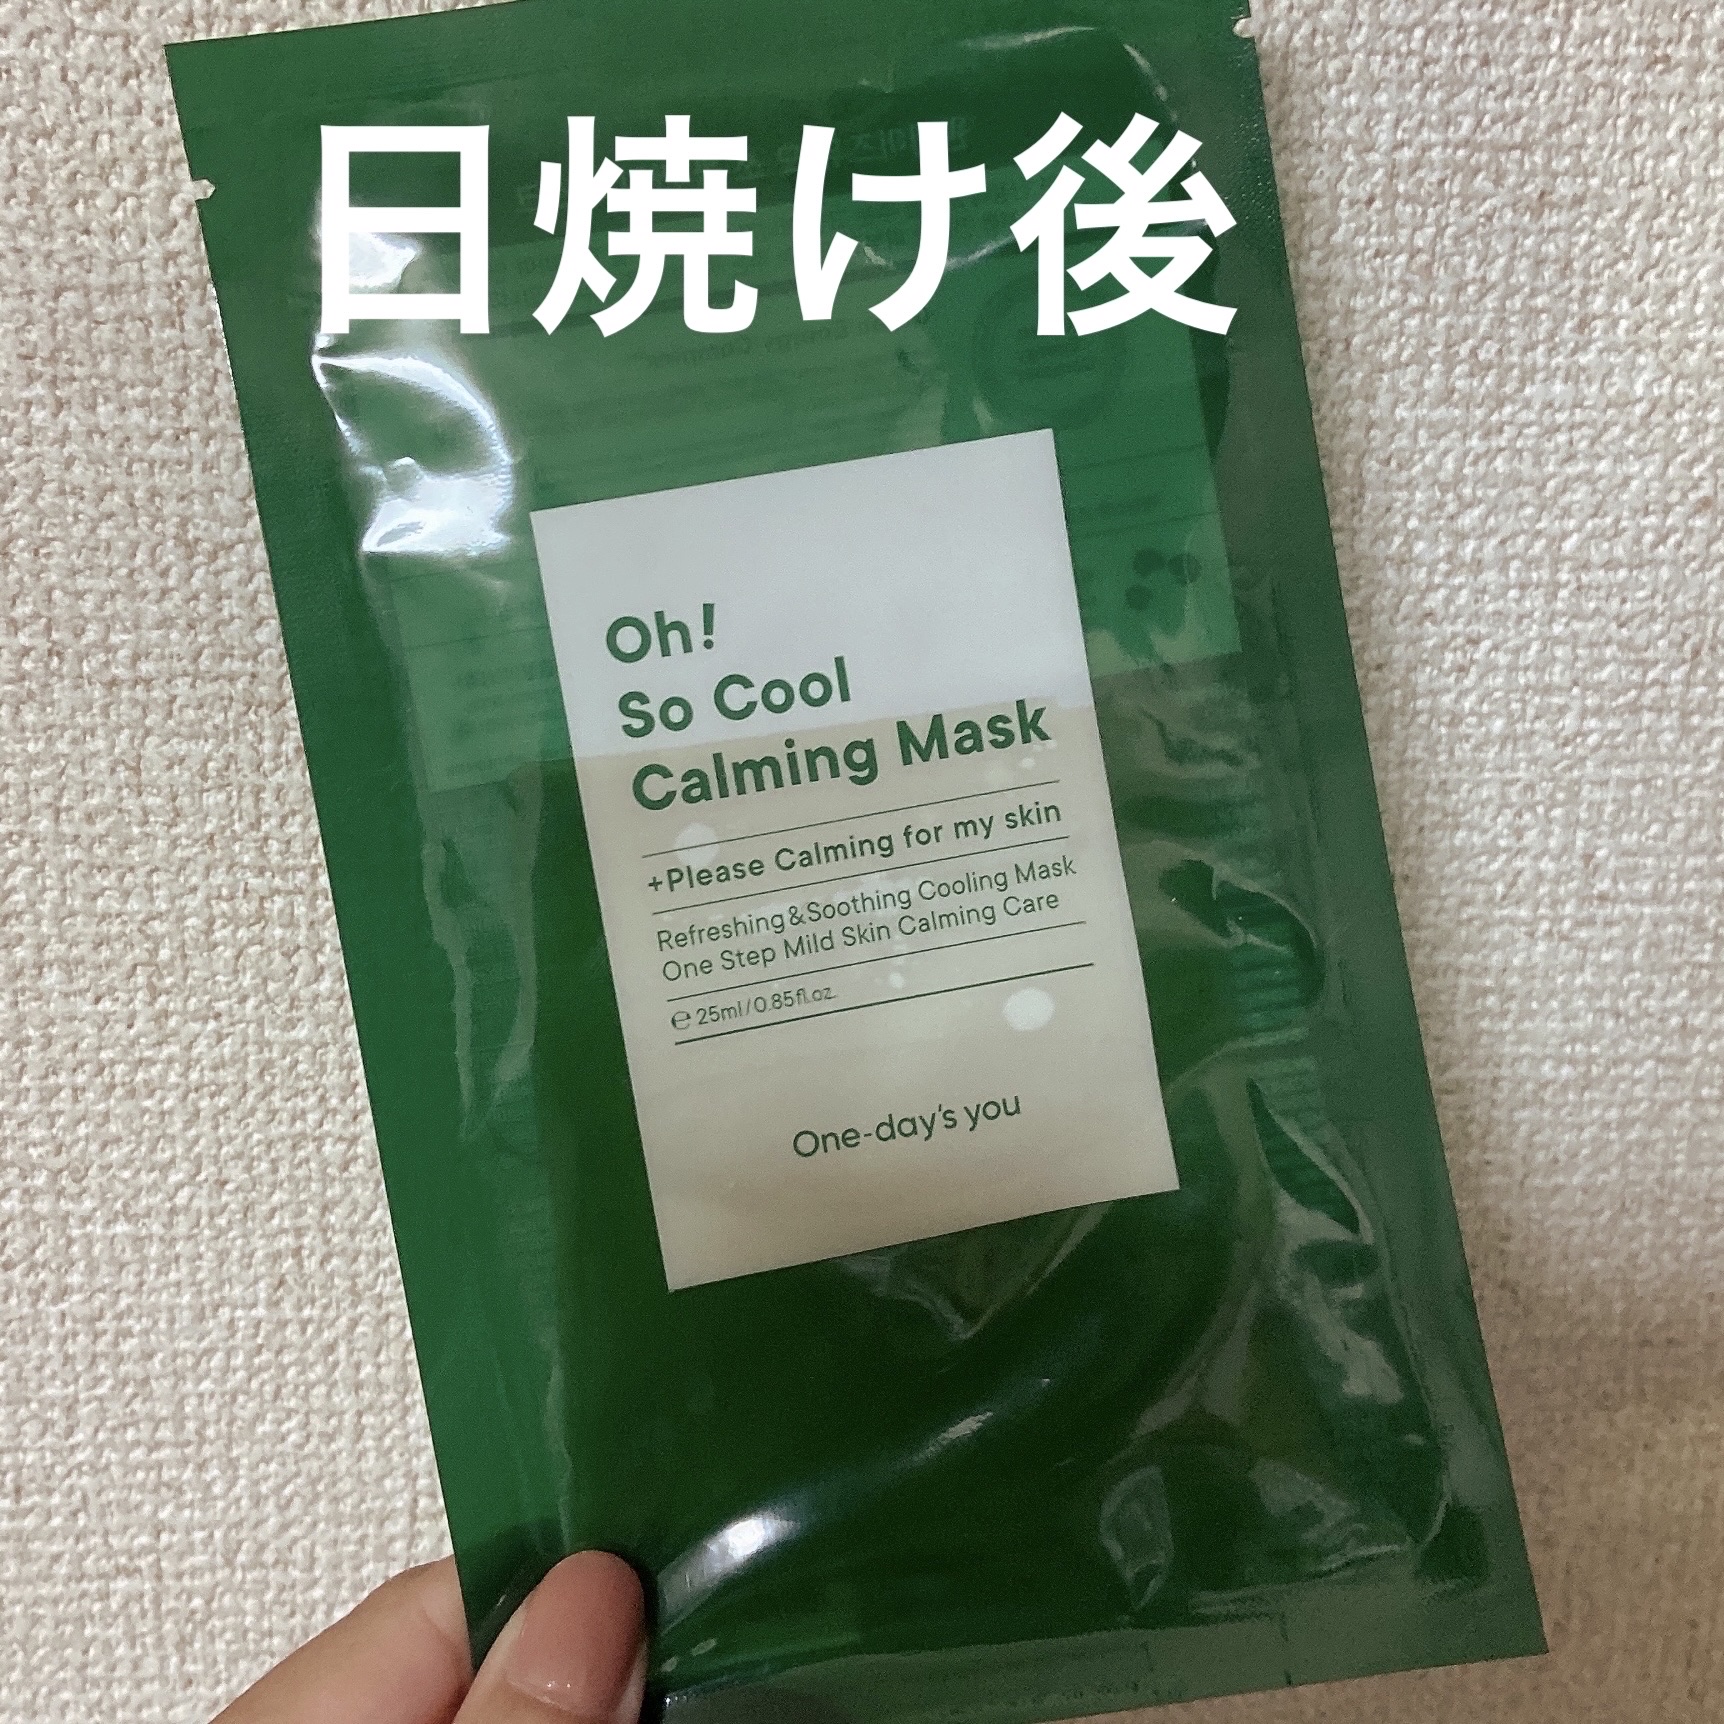 日焼け後
Oh!
So Cool
Calming Mask
+Please Calming for my skin
Refreshing&Soothing Cooling Mask
One Step Mild Skin Calming Care
℮ 25ml/0.85fl.oz.
One-day's you